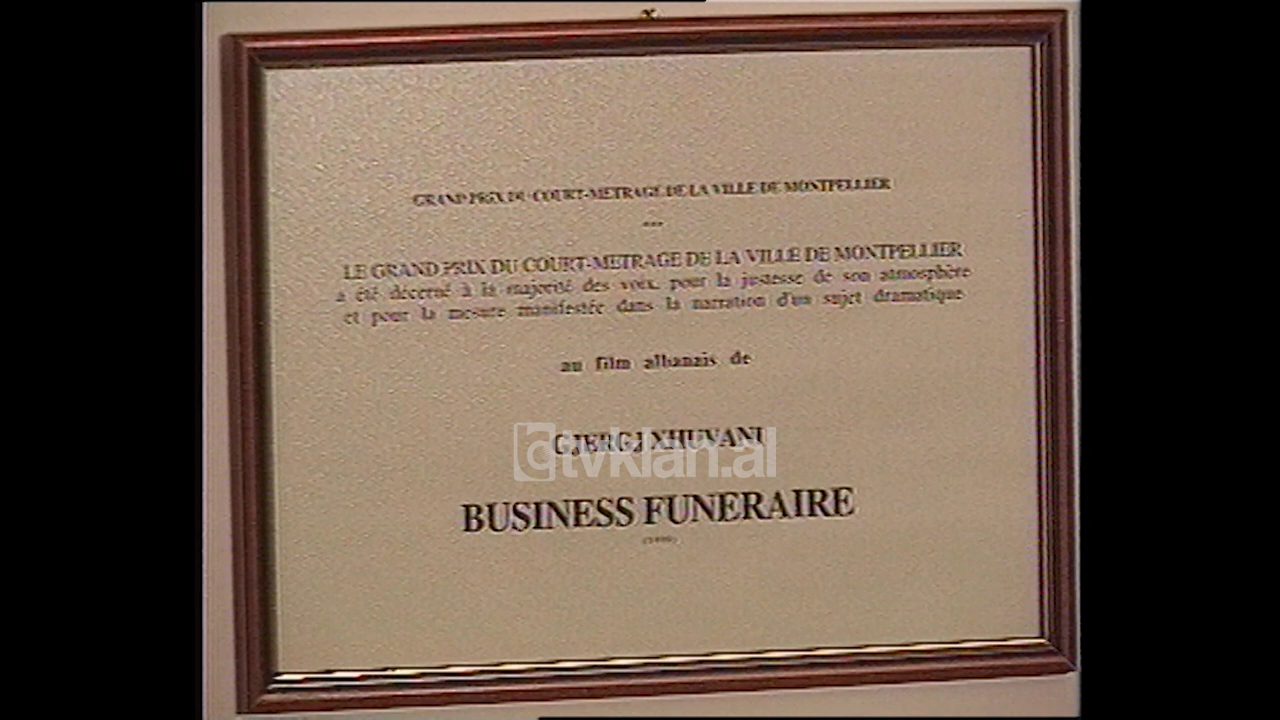 GRAND PRIX DU COURT-METRAGE DE LA VILLE DE MONTPELLIER
***
LE GRAND PRIX DU COURT-METRAGE DE LA VILLE DE MONTPELLIER
a été décerné à la majorité des voix, pour la justesse de son atmosphère
et pour la mesure manifestée dans la narration d'un sujet dramatique
au film albanais de
GJERGJ XHUVANI
tvklan.al
BUSINESS FUNERAIRE